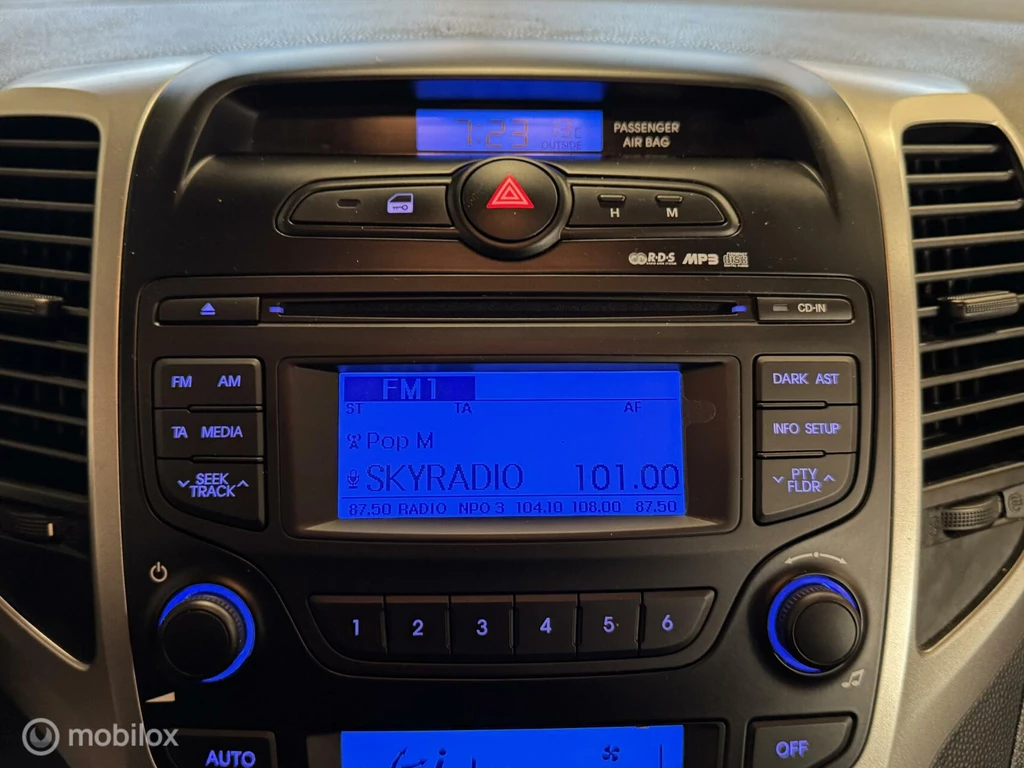 7:23
OUTSIDE
PASSENGER
AIR BAG
H M
RDS MP3
CD-IN
FM AM
DARK AST
TA MEDIA
INFO SETUP
SEEK
TRACK
PTY
FLDR
FM1
ST TA AF
Pop M
SKYRADIO 101.00
87.50 RADIO NPO 3 104.10 108.00 87.50
1 2 3 4 5 6
AUTO
OFF
mobilox